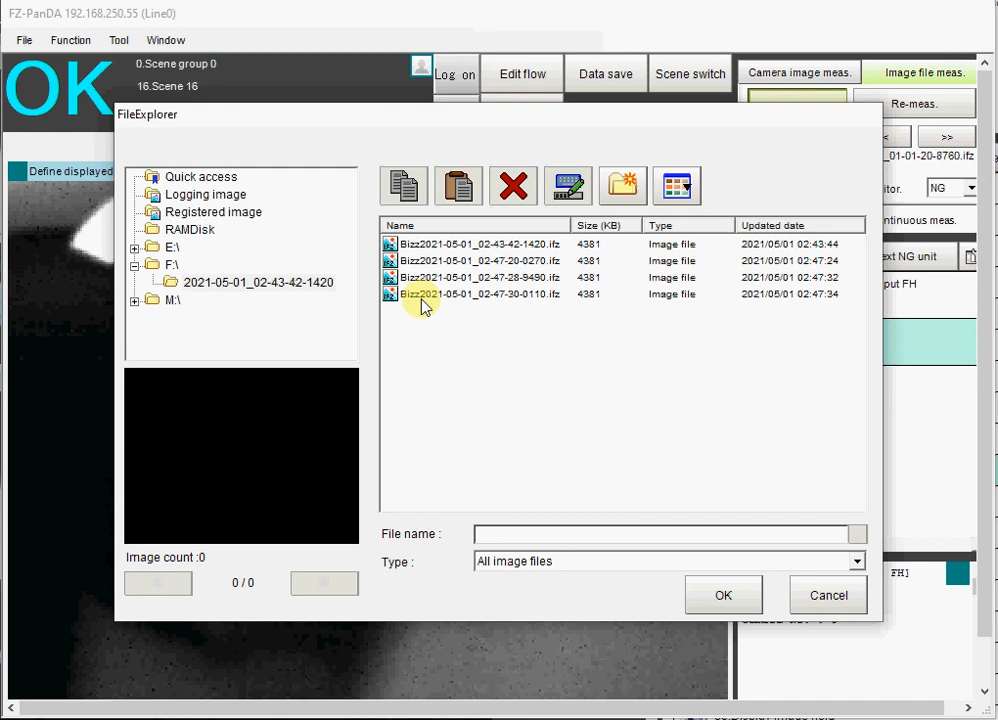 FZ-PanDA 192.168.250.55 (Line0)
File Function Tool Window
OK
0.Scene group 0
16.Scene 16
Log on
Edit flow
Data save
Scene switch
Camera image meas.
Image file meas.
Re-meas.
<
>>
_01-01-20-8760.ifz
itor.
NG
ntinuous meas.
ext NG unit
put FH
FH]
Define displayed
FileExplorer
Quick access
Logging image
Registered image
RAMDisk
E:\
F:\
2021-05-01_02-43-42-1420
M:\
Name Size (KB) Type Updated date
Bizz2021-05-01_02-43-42-1420.ifz 4381 Image file 2021/05/01 02:43:44
Bizz2021-05-01_02-47-20-0270.ifz 4381 Image file 2021/05/01 02:47:24
Bizz2021-05-01_02-47-28-9490.ifz 4381 Image file 2021/05/01 02:47:32
Bizz2021-05-01_02-47-30-0110.ifz 4381 Image file 2021/05/01 02:47:34
Image count :0
0 / 0
File name :
Type : All image files
OK
Cancel